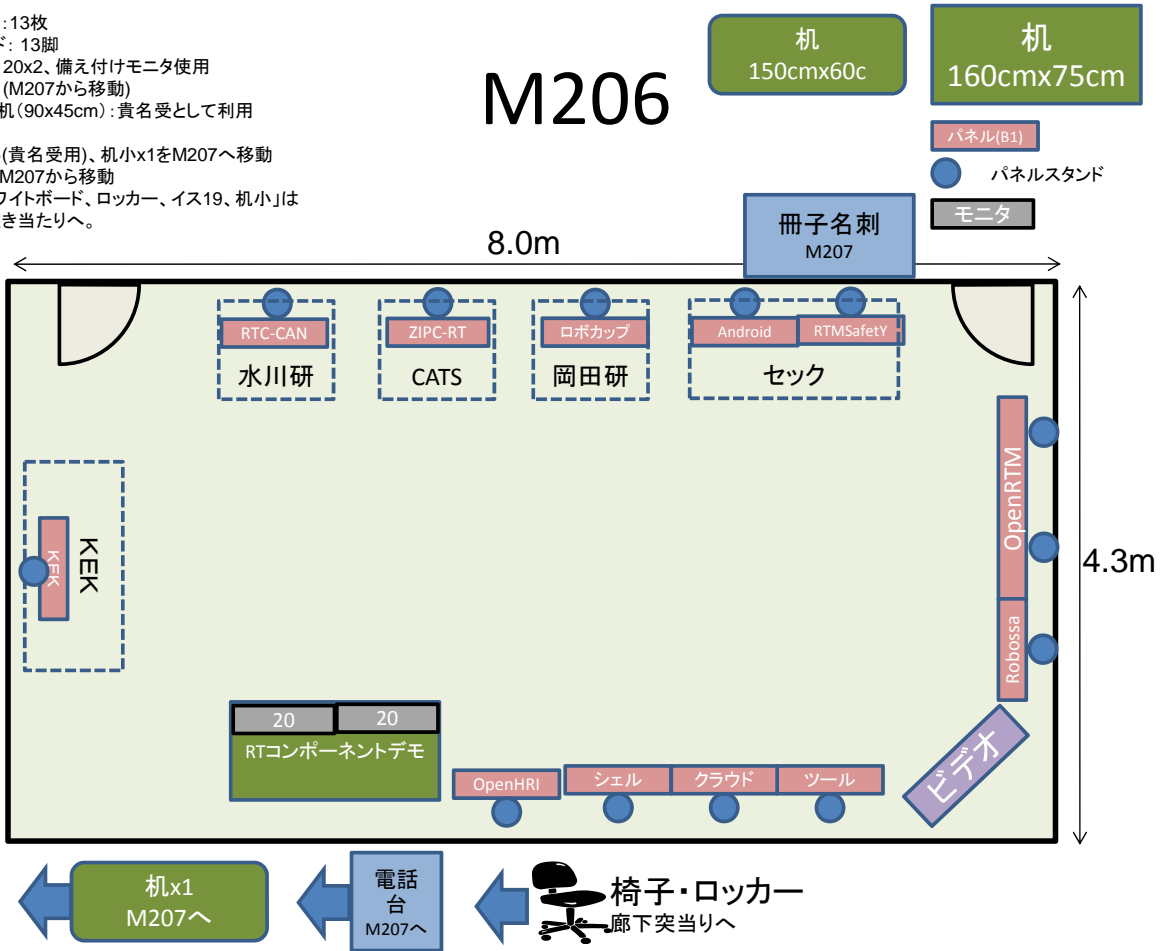 :13枚
: 13脚
20x2、備え付けモニタ使用
(M207から移動)
机(90x45cm):貴名受として利用
(貴名受用)、机小x1をM207へ移動
M207から移動
ワイトボード、ロッカー、イス19、机小」は
き当たりへ。
M206
机
150cmx60c
机
160cmx75cm
パネル(B1)
パネルスタンド
モニタ
冊子名刺
M207
8.0m
RTC-CAN
水川研
ZIPC-RT
CATS
ロボカップ
岡田研
Android
RTMSafetY
セック
KEK
KEK
OpenRTM
Robossa
4.3m
20
20
RTコンポーネントデモ
OpenHRI
シェル
クラウド
ツール
ビデオ
机x1
M207へ
電話
台
M207へ
椅子・ロッカー
廊下突当りへ